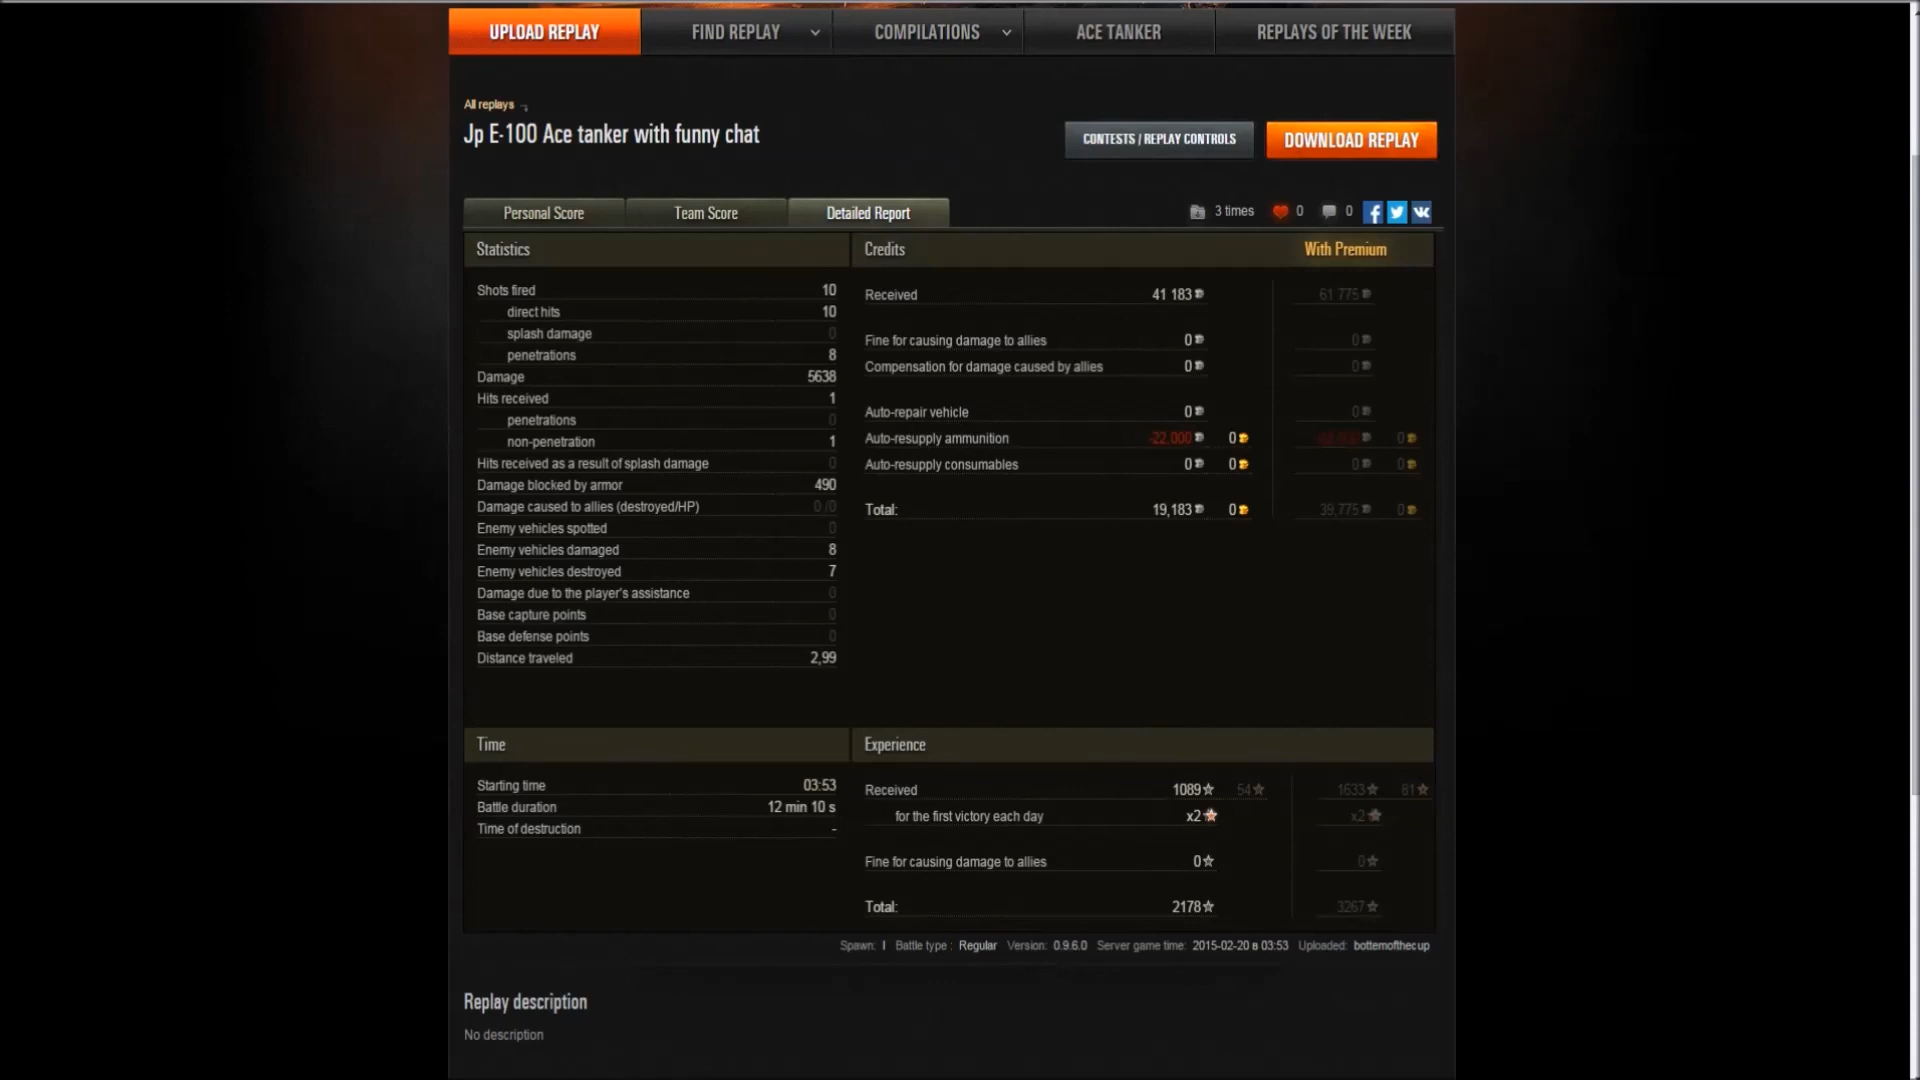 UPLOAD REPLAY FIND REPLAY COMPILATIONS ACE TANKER REPLAYS OF THE WEEK
All replays
Jp E-100 Ace tanker with funny chat
CONTESTS / REPLAY CONTROLS DOWNLOAD REPLAY
Personal Score Team Score Detailed Report 3 times 0 0
Statistics
Shots fired 10
direct hits 10
splash damage 0
penetrations 8
Damage 5638
Hits received 1
penetrations 0
non-penetration 1
Hits received as a result of splash damage 0
Damage blocked by armor 490
Damage caused to allies (destroyed/HP) 0 /0
Enemy vehicles spotted 0
Enemy vehicles damaged 8
Enemy vehicles destroyed 7
Damage due to the player's assistance 0
Base capture points 0
Base defense points 0
Distance traveled 2,99
Credits With Premium
Received 41 183 61 775
Fine for causing damage to allies 0 0
Compensation for damage caused by allies 0 0
Auto-repair vehicle 0 0
Auto-resupply ammunition -22,000 0 0
Auto-resupply consumables 0 0 0 0
Total: 19,183 0 39,775 0
Time
Starting time 03:53
Battle duration 12 min 10 s
Time of destruction -
Experience
Received 1089 54 1633 81
for the first victory each day x2 x2
Fine for causing damage to allies 0 0
Total: 2178 3267
Spawn: I Battle type : Regular Version: 0.9.6.0 Server game time: 2015-02-20 в 03:53 Uploaded: bottemofthecup
Replay description
No description